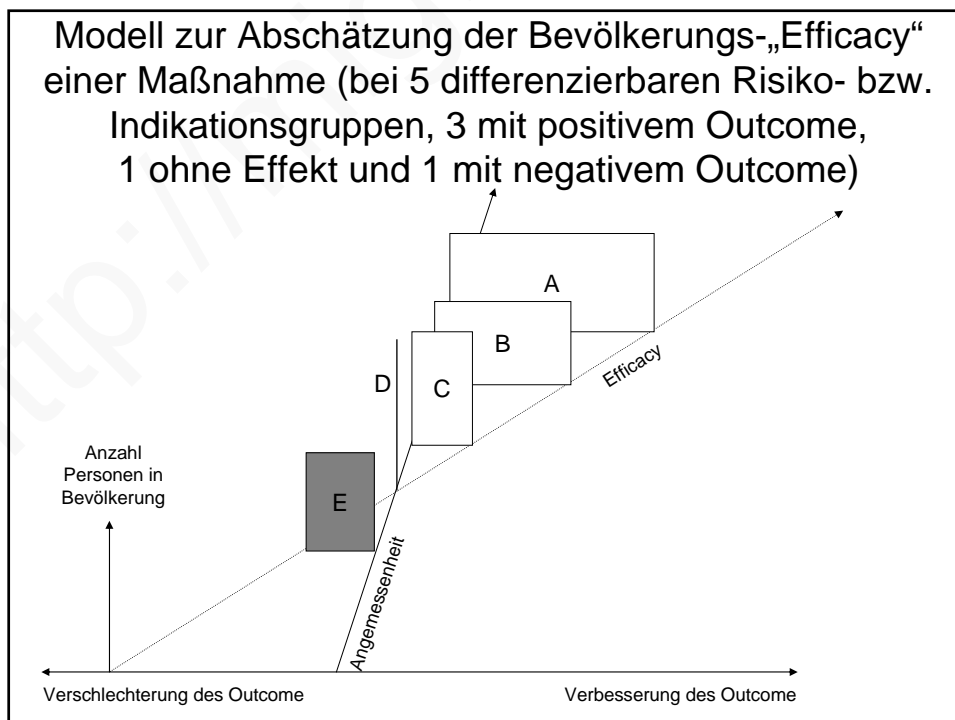 Modell zur Abschätzung der Bevölkerungs-„Efficacy“
einer Maßnahme (bei 5 differenzierbaren Risiko- bzw.
Indikationsgruppen, 3 mit positivem Outcome,
1 ohne Effekt und 1 mit negativem Outcome)
A
B
Efficacy
D
C
Anzahl
Personen in
Bevölkerung
E
Angemessenheit
Verschlechterung des Outcome
Verbesserung des Outcome